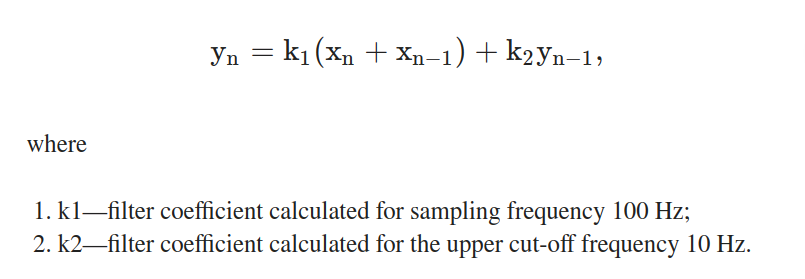 yₙ = k₁(xₙ + xₙ₋₁) + k₂yₙ₋₁,
where
1. k1—filter coefficient calculated for sampling frequency 100 Hz;
2. k2—filter coefficient calculated for the upper cut-off frequency 10 Hz.